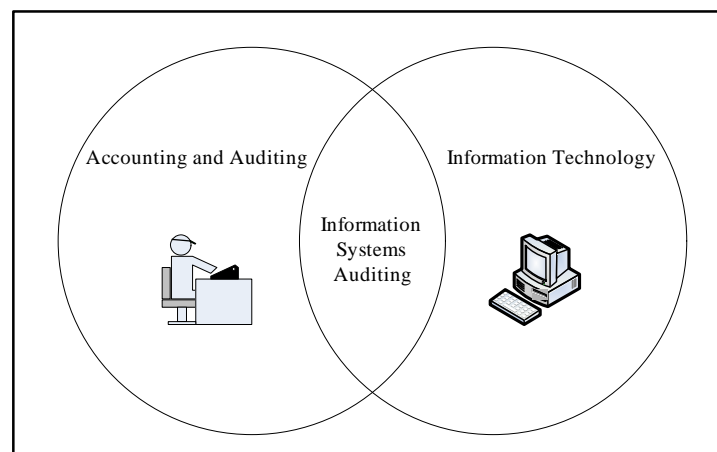 Accounting and Auditing
Information Technology
Information
Systems
Auditing